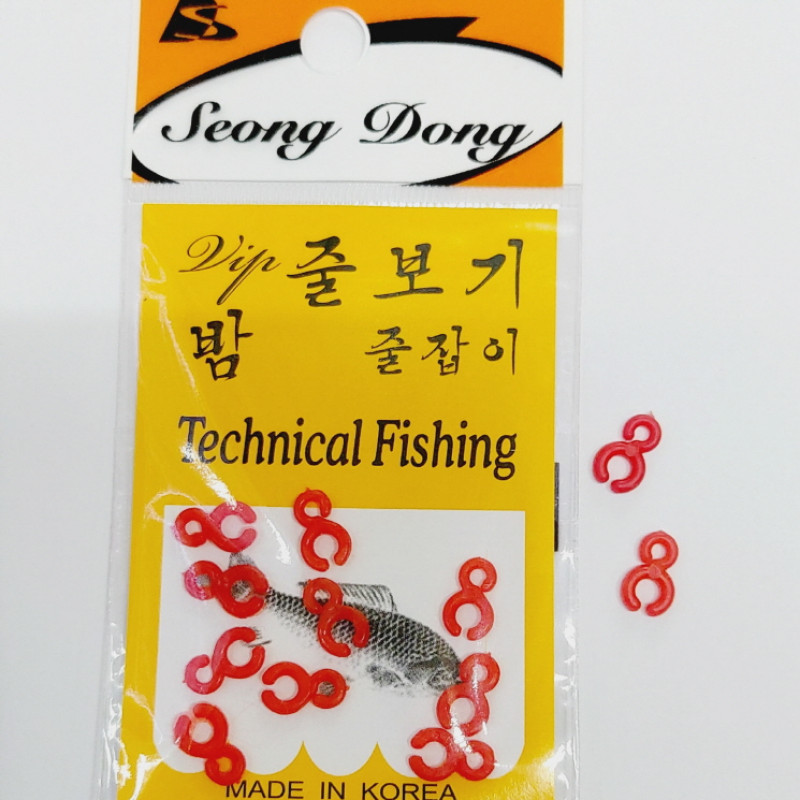 S
Seong Dong
Vip 줄보기
밤 줄잡이
Technical Fishing
MADE IN KOREA